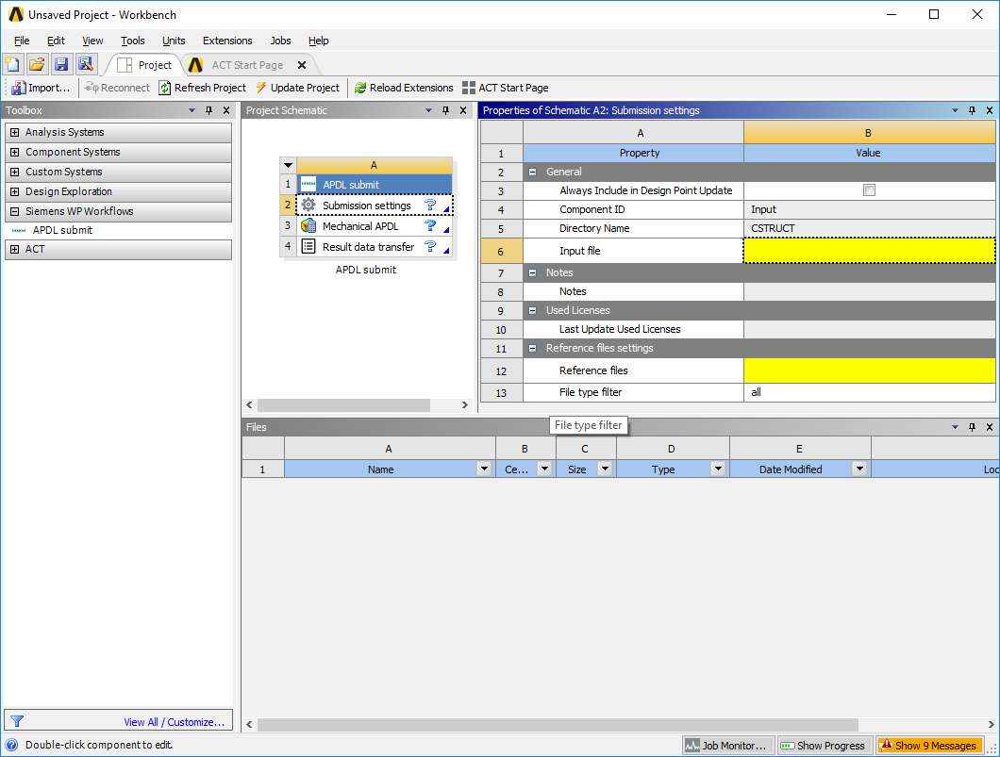 Unsaved Project - Workbench
File Edit View Tools Units Extensions Jobs Help
Project ACT Start Page
Import... Reconnect Refresh Project Update Project Reload Extensions ACT Start Page
Toolbox
Analysis Systems
Component Systems
Custom Systems
Design Exploration
Siemens WP Workflows
SIEMENS APDL submit
ACT
View All / Customize...
Project Schematic
A
1 SIEMENS APDL submit
2 Submission settings ?
3 Mechanical APDL ?
4 Result data transfer ?
APDL submit
Properties of Schematic A2: Submission settings
A B
1 Property Value
2 General
3 Always Include in Design Point Update
4 Component ID Input
5 Directory Name CSTRUCT
6 Input file
7 Notes
8 Notes
9 Used Licenses
10 Last Update Used Licenses
11 Reference files settings
12 Reference files
13 File type filter all
File type filter
Files
A B C D E
1 Name Ce... Size Type Date Modified Loc
Double-click component to edit.
Job Monitor... Show Progress Show 9 Messages